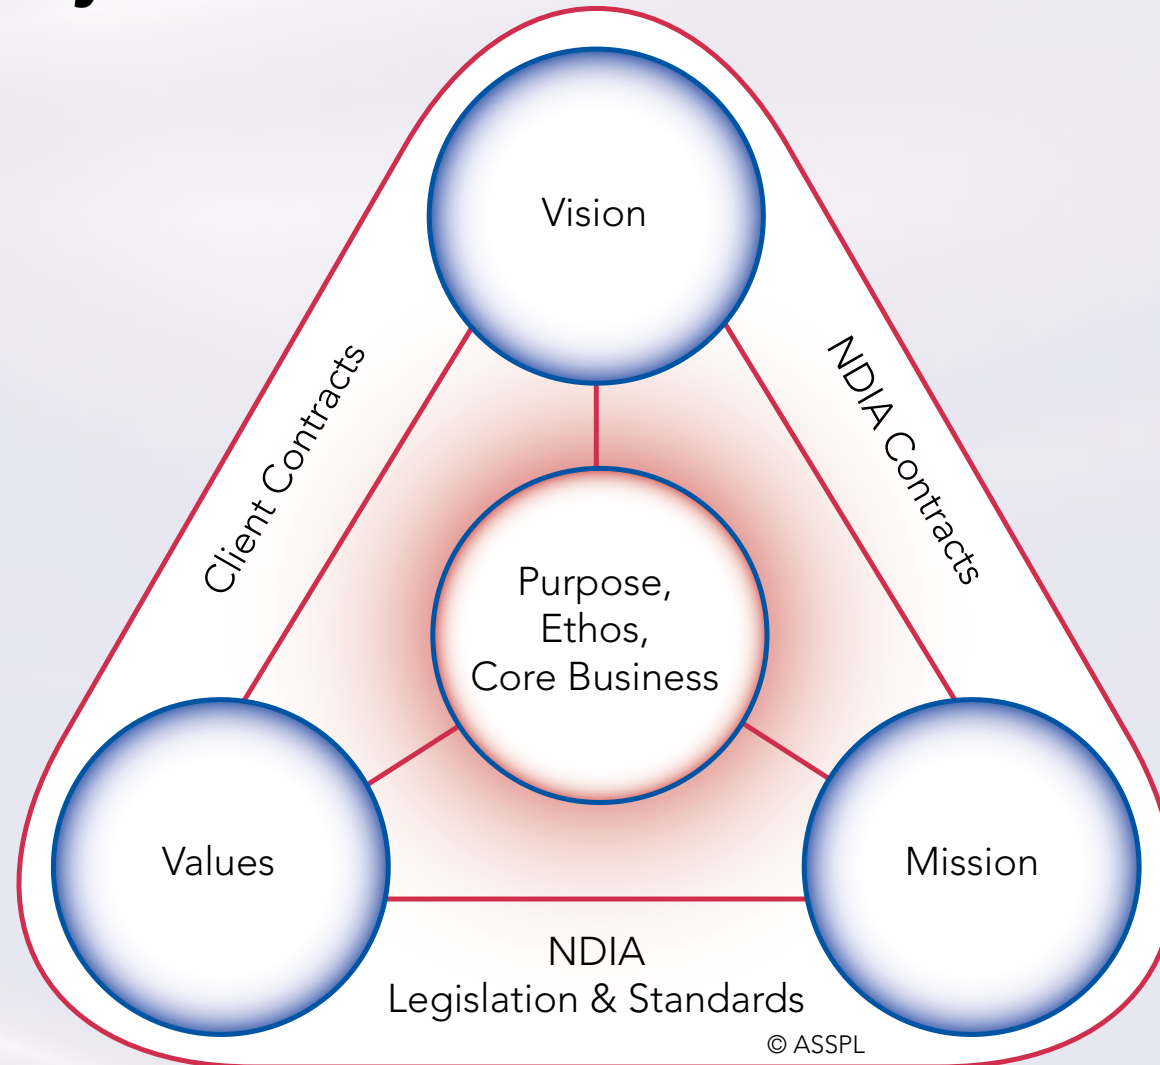 Vision
Client Contracts
NDIA Contracts
Purpose,
Ethos,
Core Business
Values
Mission
NDIA
Legislation & Standards
© ASSPL